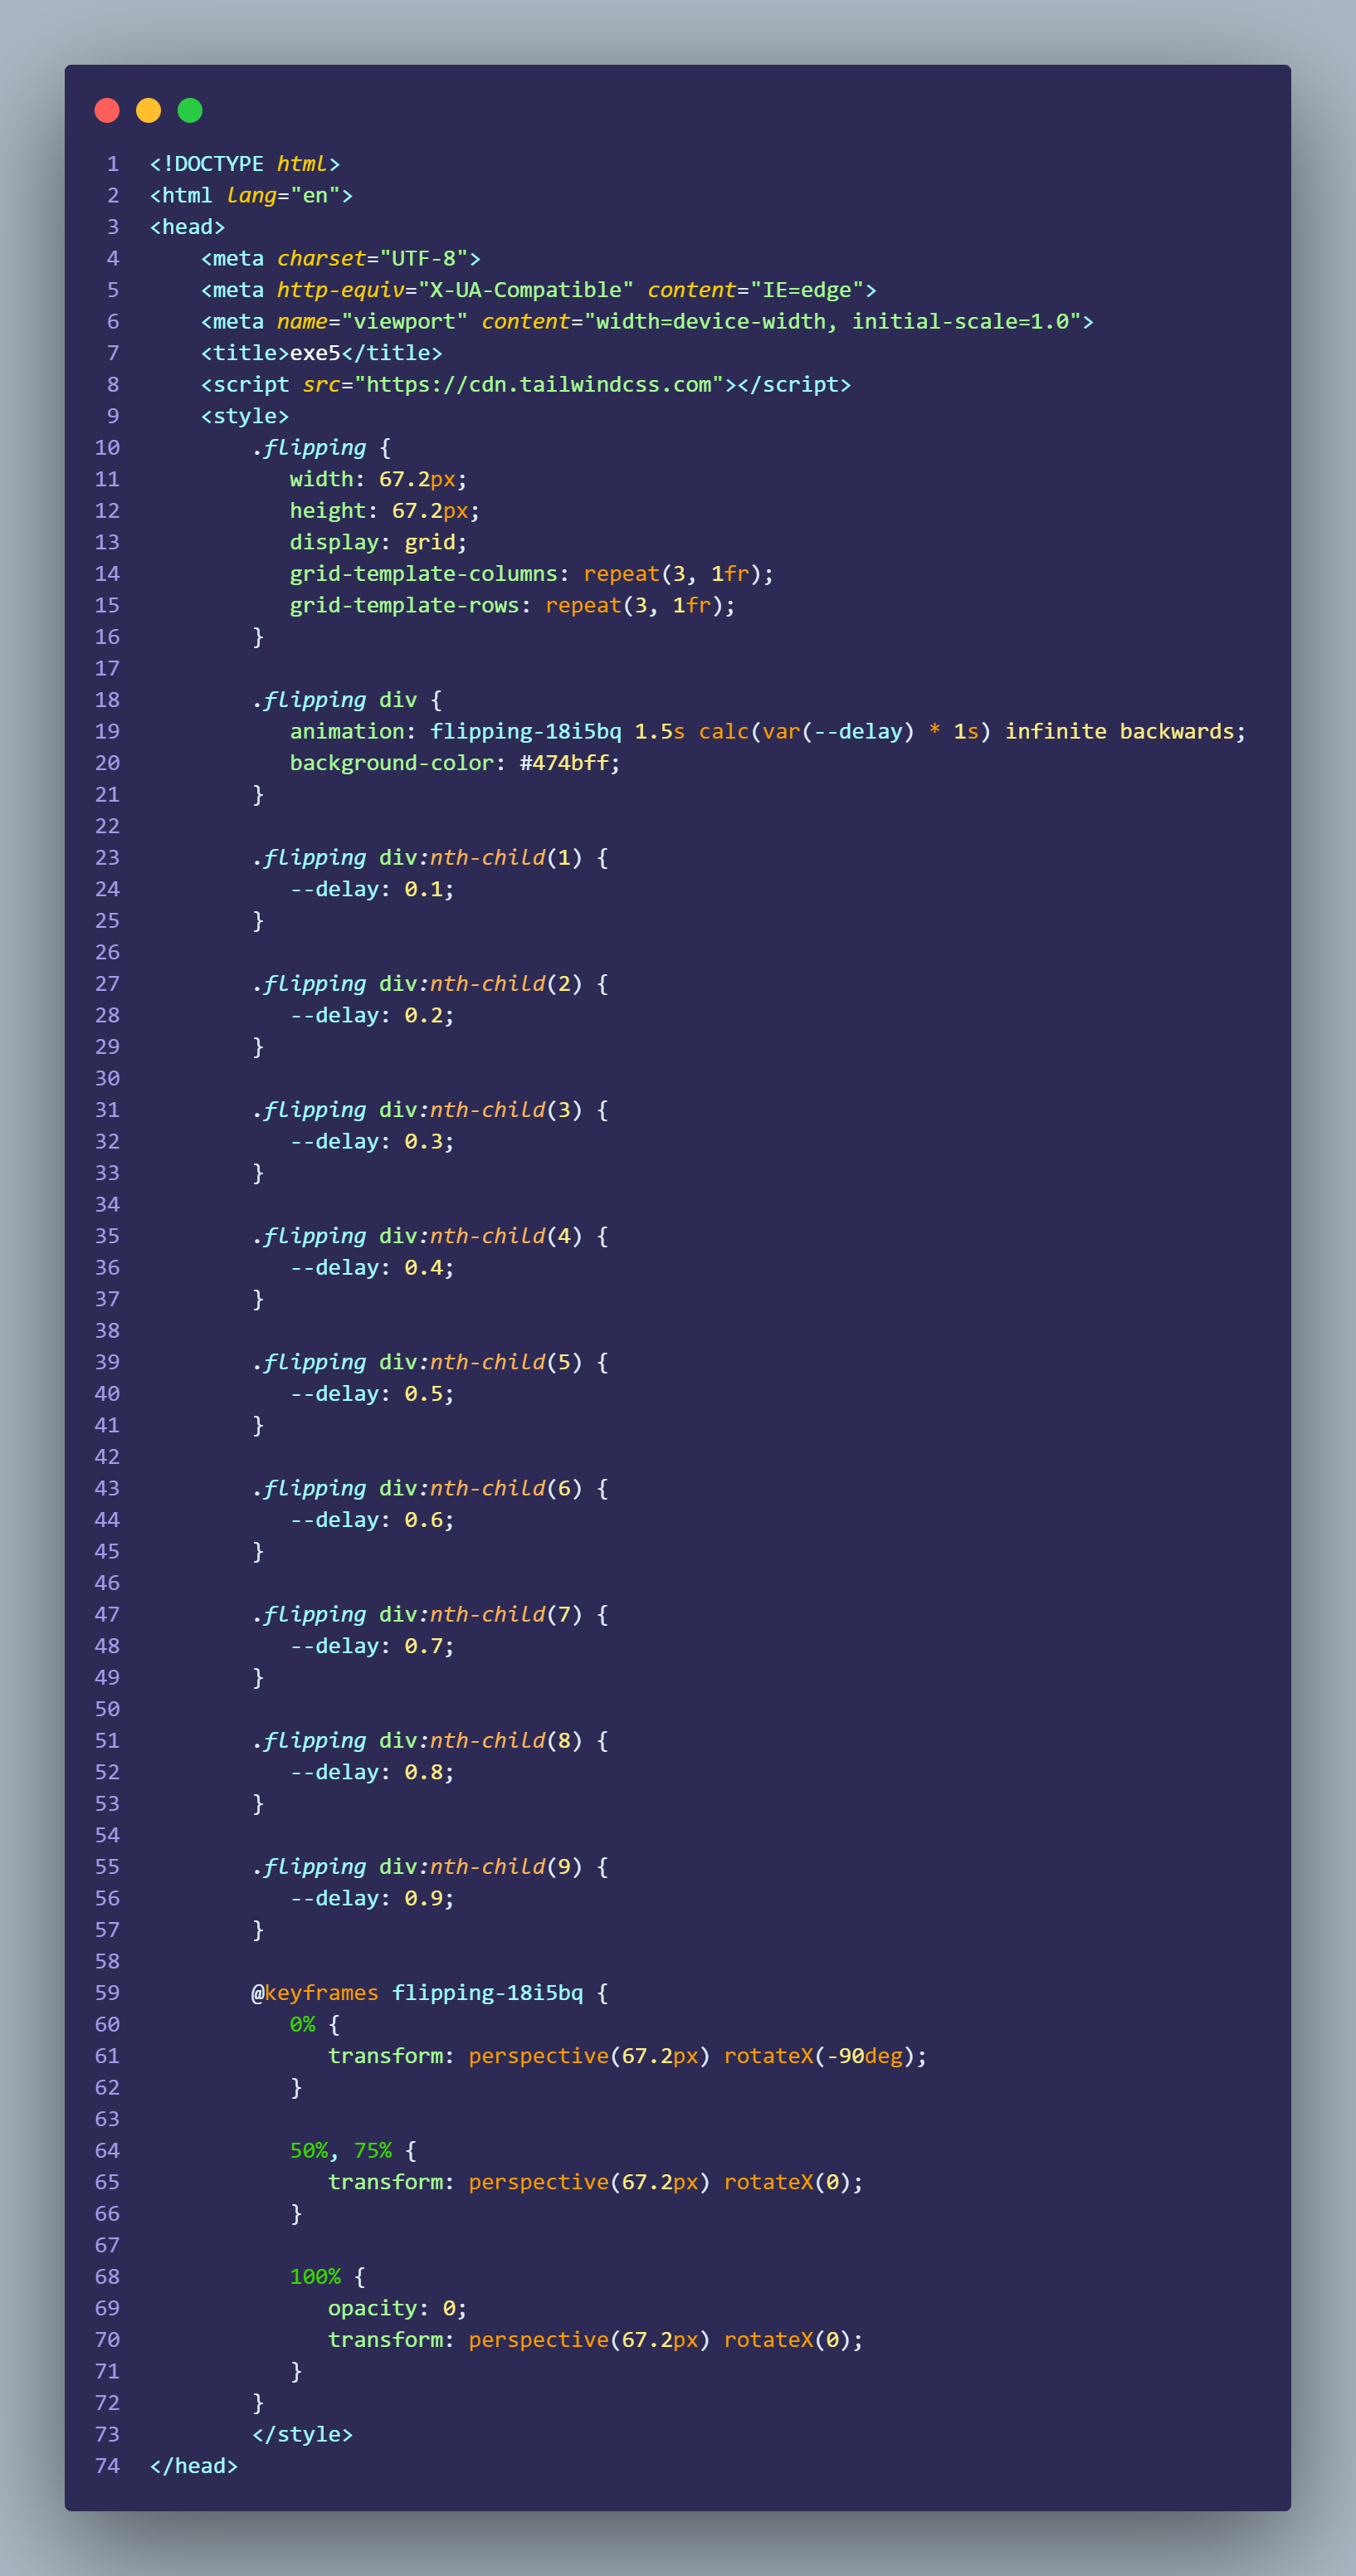 1 <!DOCTYPE html>
2 <html lang="en">
3 <head>
4     <meta charset="UTF-8">
5     <meta http-equiv="X-UA-Compatible" content="IE=edge">
6     <meta name="viewport" content="width=device-width, initial-scale=1.0">
7     <title>exe5</title>
8     <script src="https://cdn.tailwindcss.com"></script>
9     <style>
10         .flipping {
11            width: 67.2px;
12            height: 67.2px;
13            display: grid;
14            grid-template-columns: repeat(3, 1fr);
15            grid-template-rows: repeat(3, 1fr);
16         }
17
18         .flipping div {
19            animation: flipping-18i5bq 1.5s calc(var(--delay) * 1s) infinite backwards;
20            background-color: #474bff;
21         }
22
23         .flipping div:nth-child(1) {
24            --delay: 0.1;
25         }
26
27         .flipping div:nth-child(2) {
28            --delay: 0.2;
29         }
30
31         .flipping div:nth-child(3) {
32            --delay: 0.3;
33         }
34
35         .flipping div:nth-child(4) {
36            --delay: 0.4;
37         }
38
39         .flipping div:nth-child(5) {
40            --delay: 0.5;
41         }
42
43         .flipping div:nth-child(6) {
44            --delay: 0.6;
45         }
46
47         .flipping div:nth-child(7) {
48            --delay: 0.7;
49         }
50
51         .flipping div:nth-child(8) {
52            --delay: 0.8;
53         }
54
55         .flipping div:nth-child(9) {
56            --delay: 0.9;
57         }
58
59         @keyframes flipping-18i5bq {
60            0% {
61               transform: perspective(67.2px) rotateX(-90deg);
62            }
63
64            50%, 75% {
65               transform: perspective(67.2px) rotateX(0);
66            }
67
68            100% {
69               opacity: 0;
70               transform: perspective(67.2px) rotateX(0);
71            }
72         }
73         </style>
74 </head>